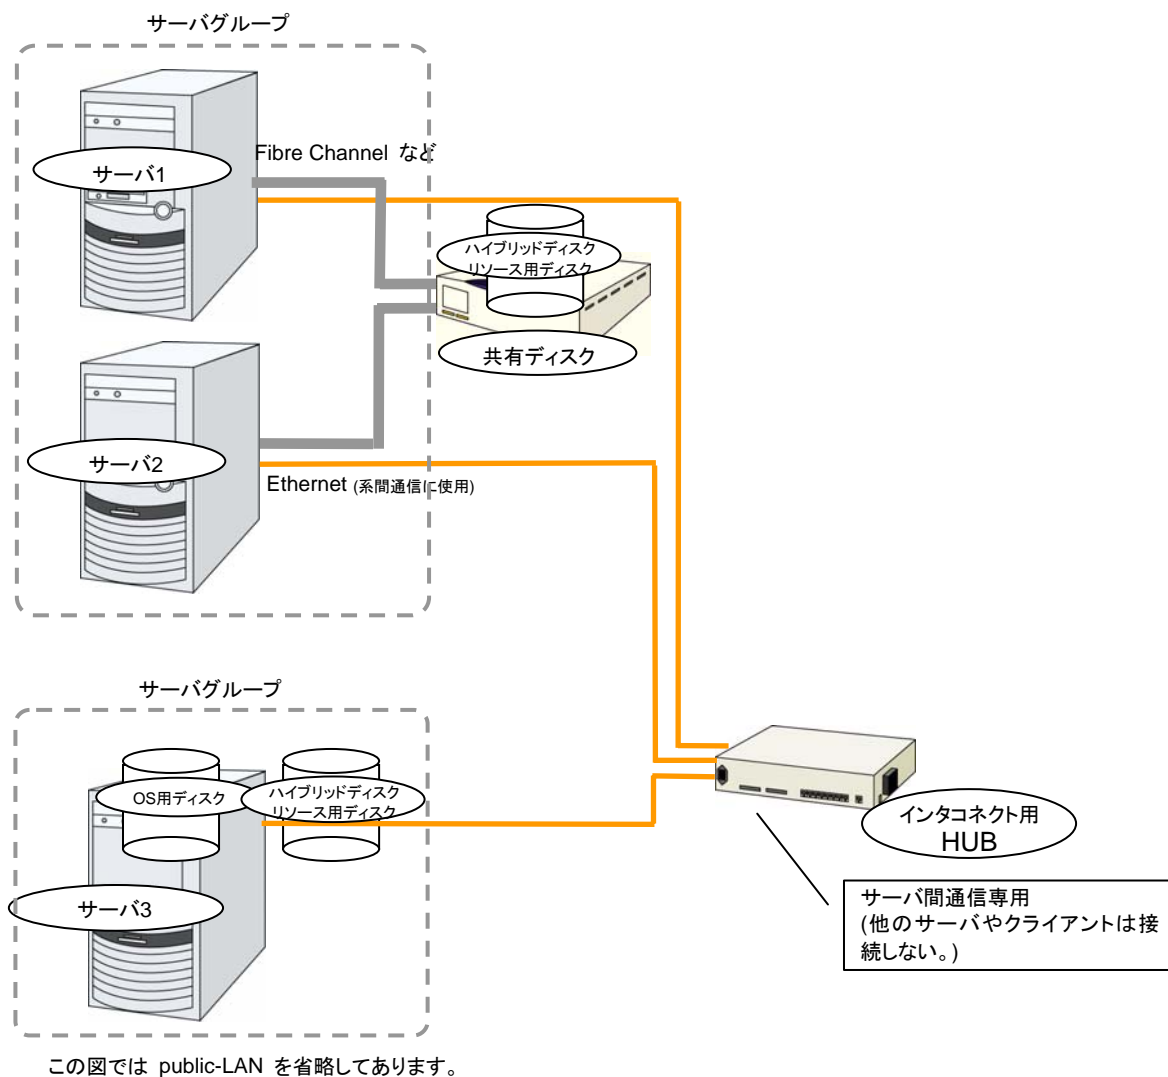 サーバグループ
サーバ1
Fibre Channel など
ハイブリッドディスク
リソース用ディスク
共有ディスク
サーバ2
Ethernet (系間通信に使用)
サーバグループ
OS用ディスク
ハイブリッドディスク
リソース用ディスク
サーバ3
インタコネクト用
HUB
サーバ間通信専用
(他のサーバやクライアントは接
続しない。)
この図では public-LAN を省略してあります。